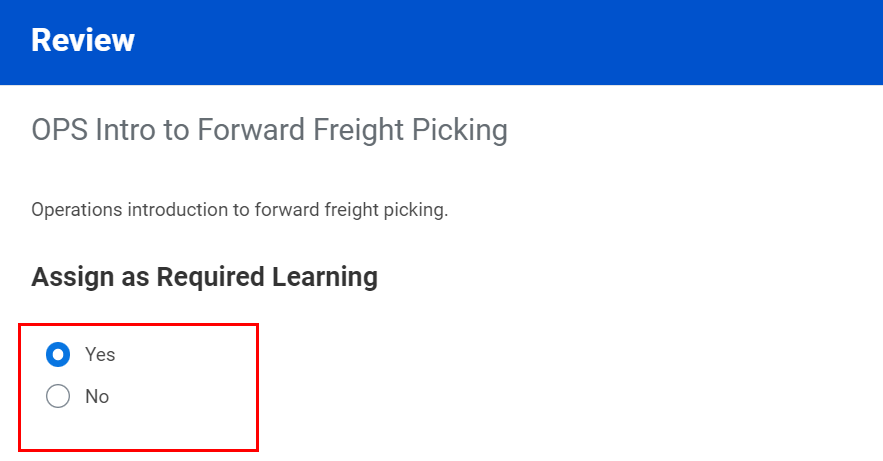 Review
OPS Intro to Forward Freight Picking
Operations introduction to forward freight picking.
Assign as Required Learning
Yes
No